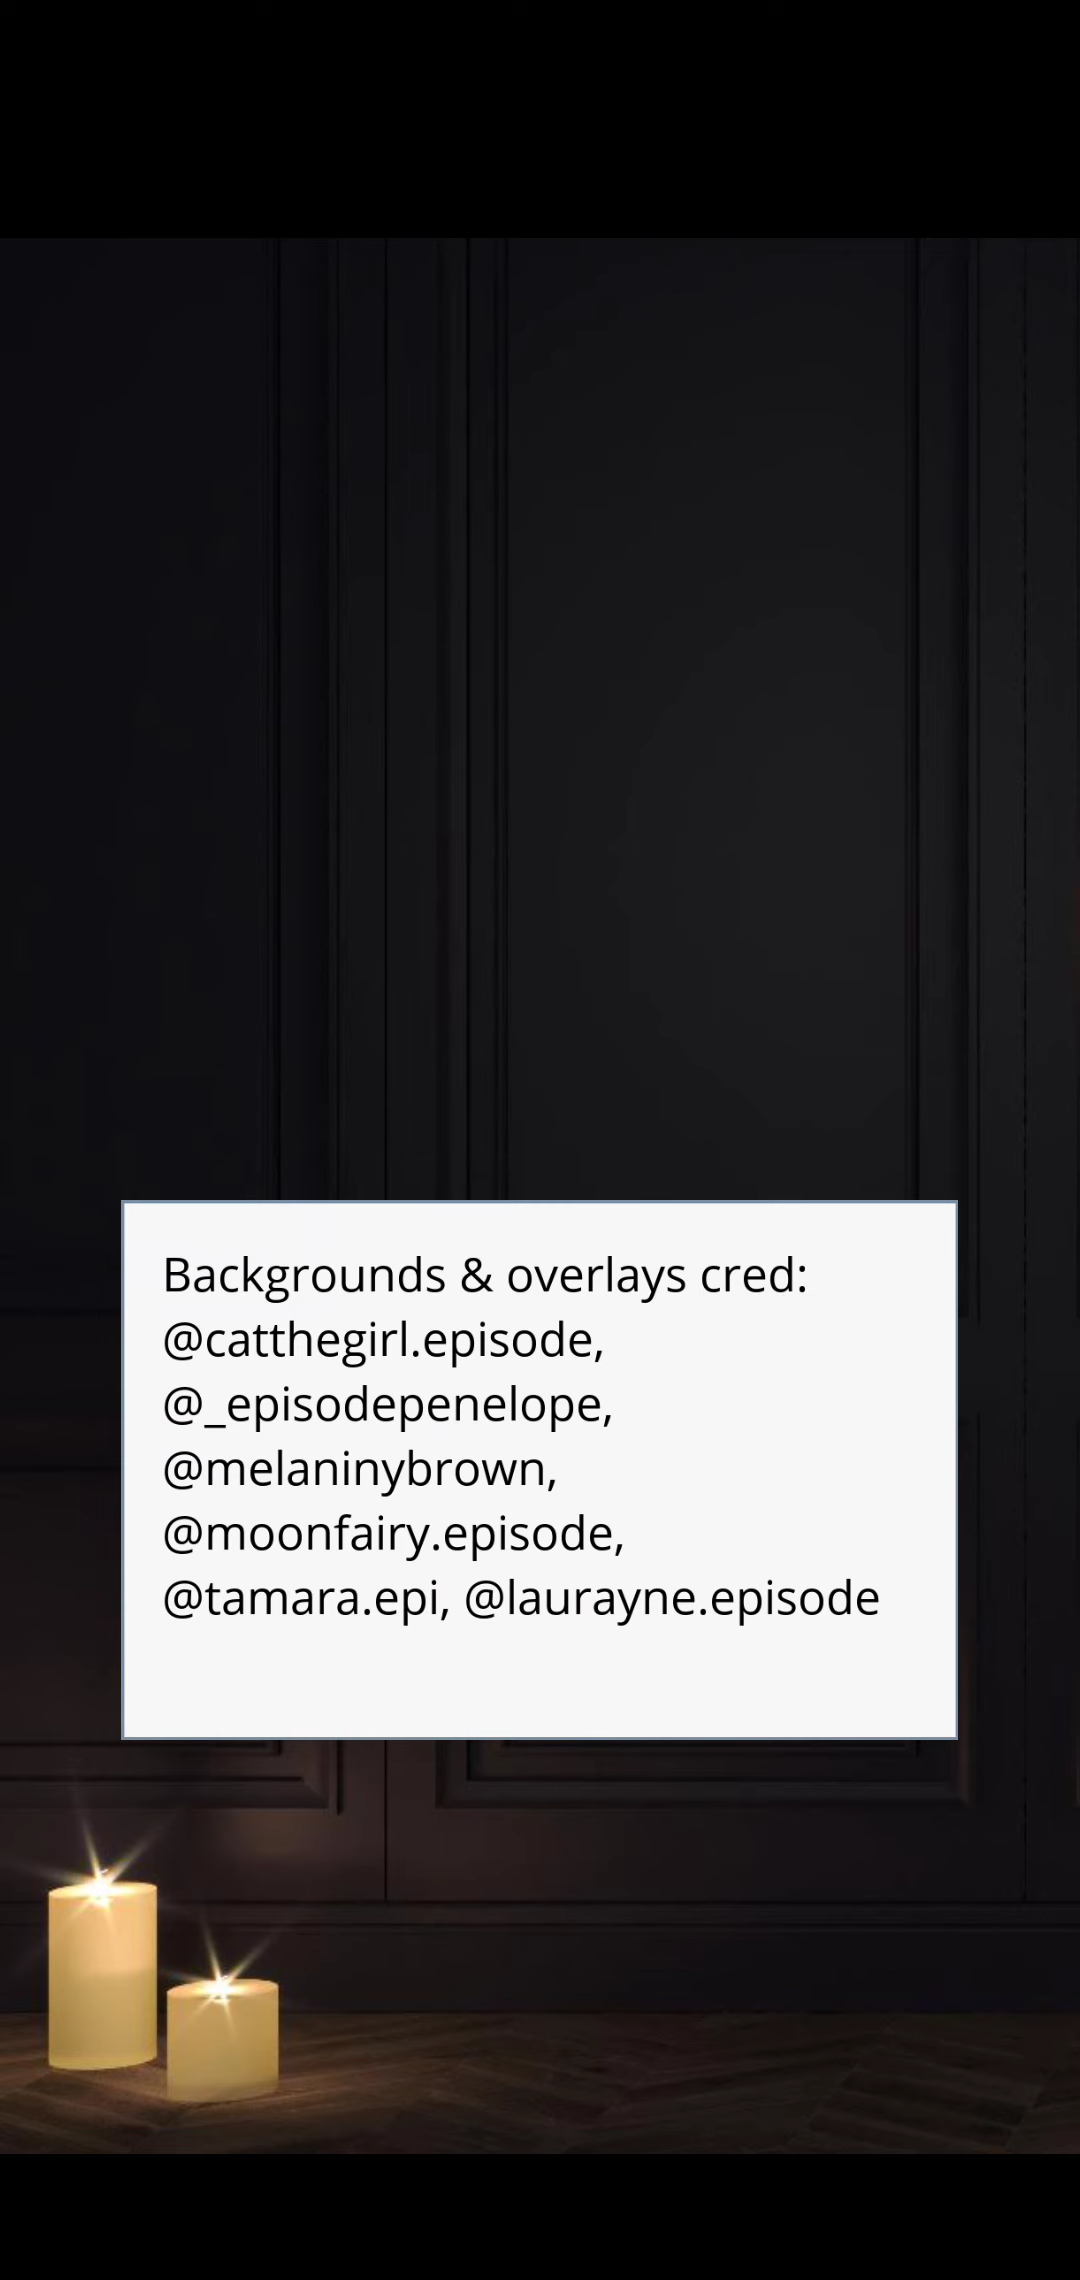 Backgrounds & overlays cred:
@catthegirl.episode,
@_episodepenelope,
@melaninybrown,
@moonfairy.episode,
@tamara.epi, @laurayne.episode